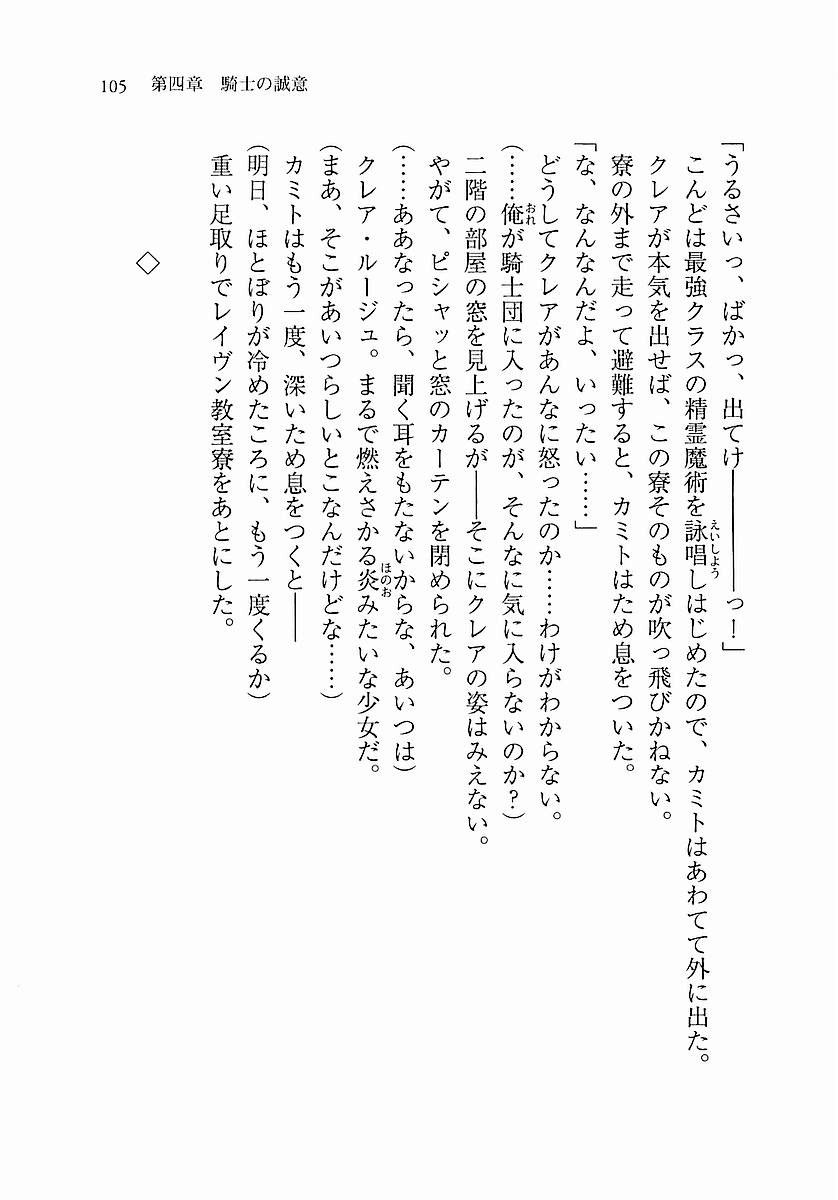 105 第四章 騎士の誠意
「うるさいっ、ばかっ、出てけ――――っ！」
こんどは最強クラスの精霊魔術を詠唱しはじめたので、カミトはあわてて外に出た。
えいしょう
クレアが本気を出せば、この寮そのものが吹っ飛びかねない。
寮の外まで走って避難すると、カミトはため息をついた。
「な、なんなんだよ、いったい……」
どうしてクレアがあんなに怒ったのか……わけがわからない。
（……俺が騎士団に入ったのが、そんなに気に入らないのか？）
おれ
二階の部屋の窓を見上げるが――そこにクレアの姿はみえない。
やがて、ピシャッと窓のカーテンを閉められた。
（……ああなったら、聞く耳をもたないからな、あいつは）
クレア・ルージュ。まるで燃えさかる炎みたいな少女だ。
ほのお
（まあ、そこがあいつらしいとこなんだけどな……）
カミトはもう一度、深いため息をつくと――
（明日、ほとぼりが冷めたころに、もう一度くるか）
重い足取りでレイヴン教室寮をあとにした。
◇